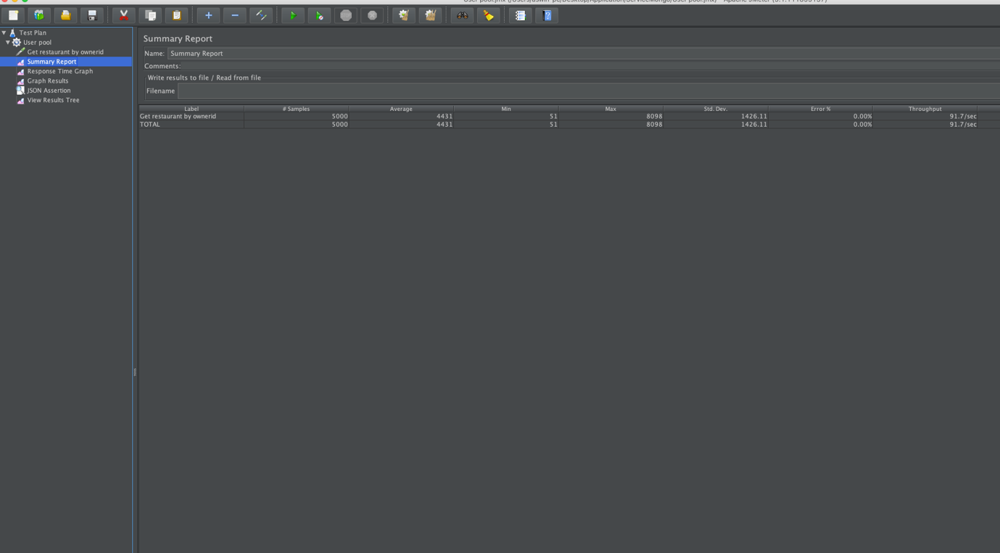 Test Plan
User pool
Get restaurant by ownerid
Summary Report
Response Time Graph
Graph Results
JSON Assertion
View Results Tree
Summary Report
Name: Summary Report
Comments:
Write results to file / Read from file
Filename
Label # Samples Average Min Max Std. Dev. Error % Throughput
Get restaurant by ownerid 5000 4431 51 8098 1426.11 0.00% 91.7/sec
TOTAL 5000 4431 51 8098 1426.11 0.00% 91.7/sec